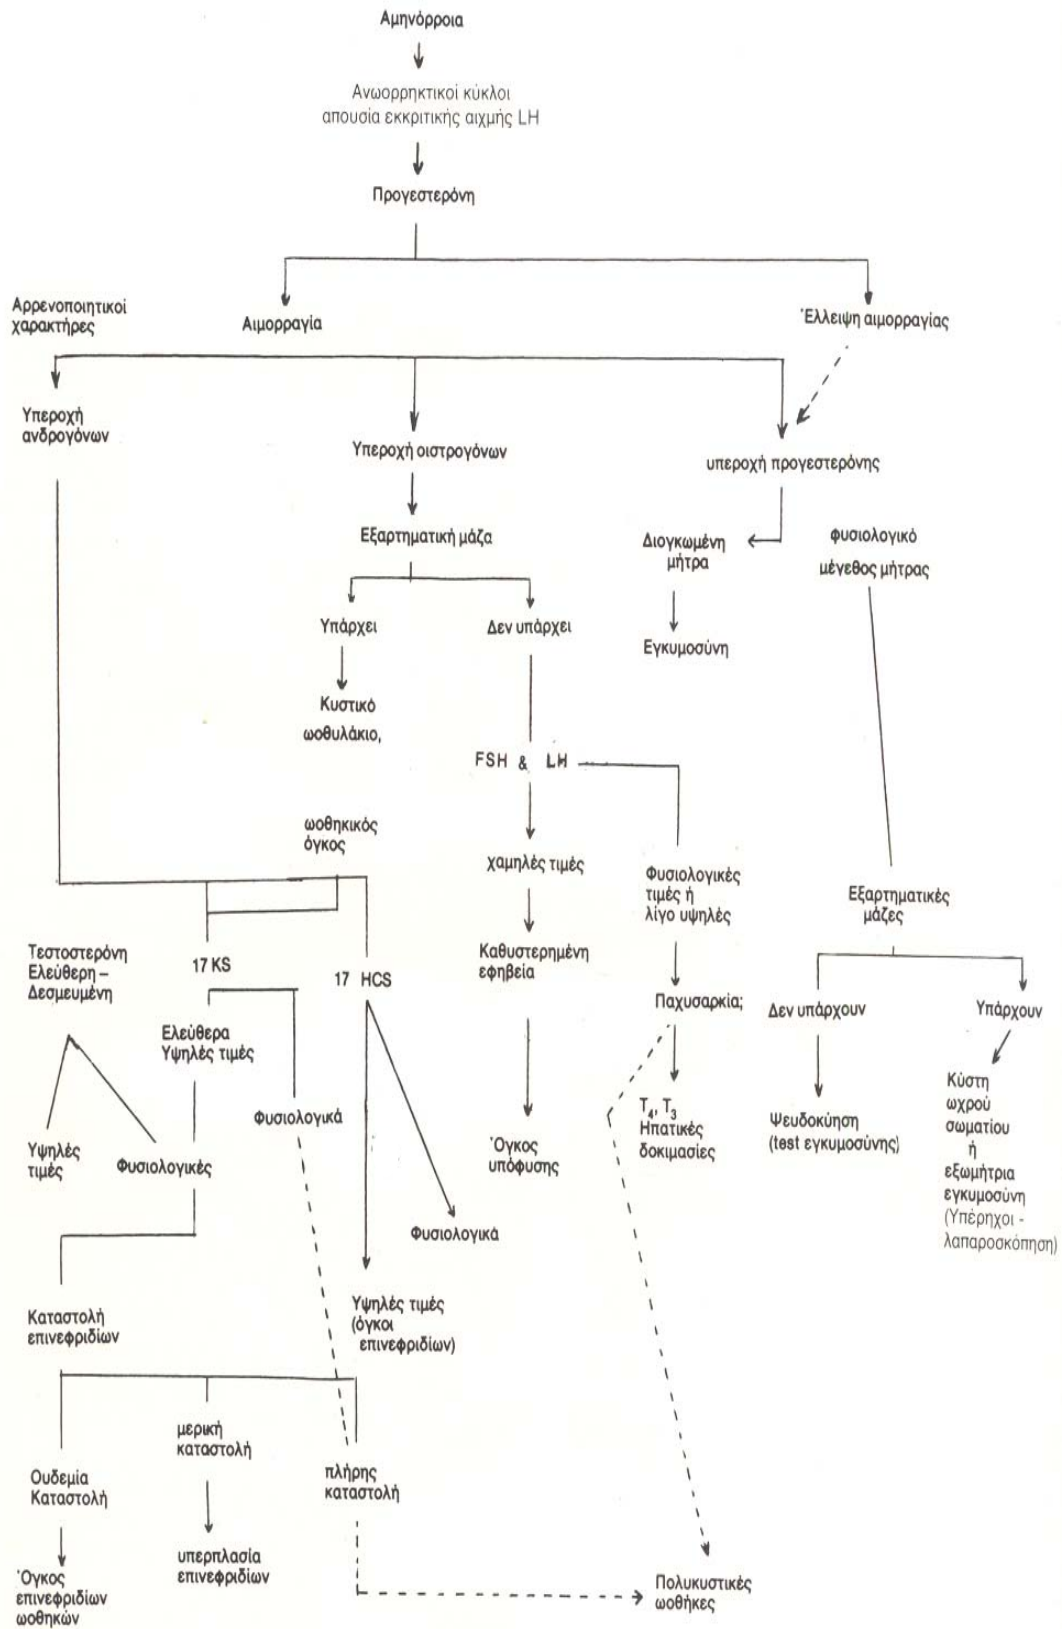 Αμηνόρροια
Ανωορρηκτικοί κύκλοι
απουσία εκκριτικής αιχμής LH
Προγεστερόνη
Αρρενοποιητικοί
χαρακτήρες
Αιμορραγία
Έλλειψη αιμορραγίας
Υπεροχή
ανδρογόνων
Υπεροχή οιστρογόνων
υπεροχή προγεστερόνης
Εξαρτηματική μάζα
Διογκωμένη
μήτρα
φυσιολογικό
μέγεθος μήτρας
Υπάρχει
Δεν υπάρχει
Εγκυμοσύνη
Κυστικό
ωοθυλάκιο,
FSH & LH
ωοθηκικός
όγκος
χαμηλές τιμές
Φυσιολογικές
τιμές ή
λίγο υψηλές
Εξαρτηματικές
μάζες
Τεστοστερόνη
Ελεύθερη –
Δεσμευμένη
17 KS
17 HCS
Καθυστερημένη
εφηβεία
Παχυσαρκία;
Δεν υπάρχουν
Υπάρχουν
Ελεύθερα
Υψηλές τιμές
Φυσιολογικά
Υψηλές
τιμές
Φυσιολογικές
Όγκος
υπόφυσης
T4, T3
Ηπατικές
δοκιμασίες
Ψευδοκύηση
(test εγκυμοσύνης)
Κύστη
ωχρού
σωματίου
ή
εξωμήτρια
εγκυμοσύνη
(Υπέρηχοι -
λαπαροσκόπηση)
Φυσιολογικά
Υψηλές τιμές
(όγκοι
επινεφριδίων)
Καταστολή
επινεφριδίων
Ουδεμία
Καταστολή
μερική
καταστολή
πλήρης
καταστολή
Όγκος
επινεφριδίων
ωοθηκών
υπερπλασία
επινεφριδίων
Πολυκυστικές
ωοθήκες